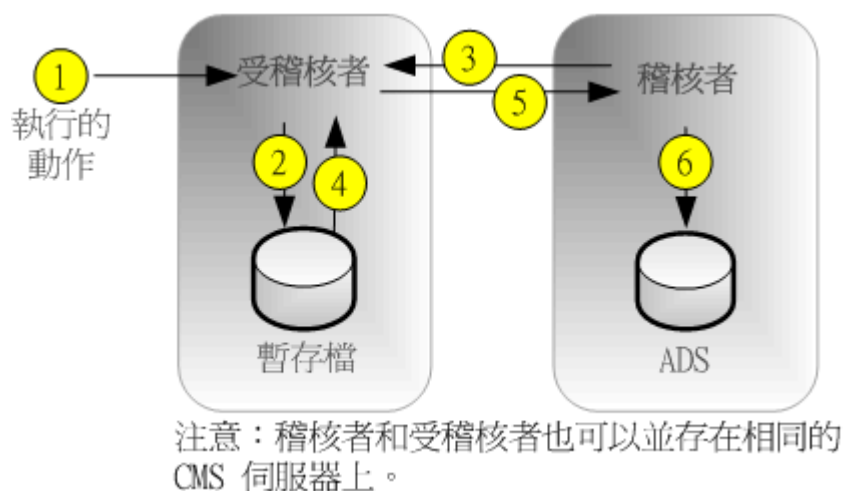 1
執行的
動作
受稽核者
3
5
稽核者
2
4
6
暫存檔
ADS
注意：稽核者和受稽核者也可以並存在相同的
CMS 伺服器上。